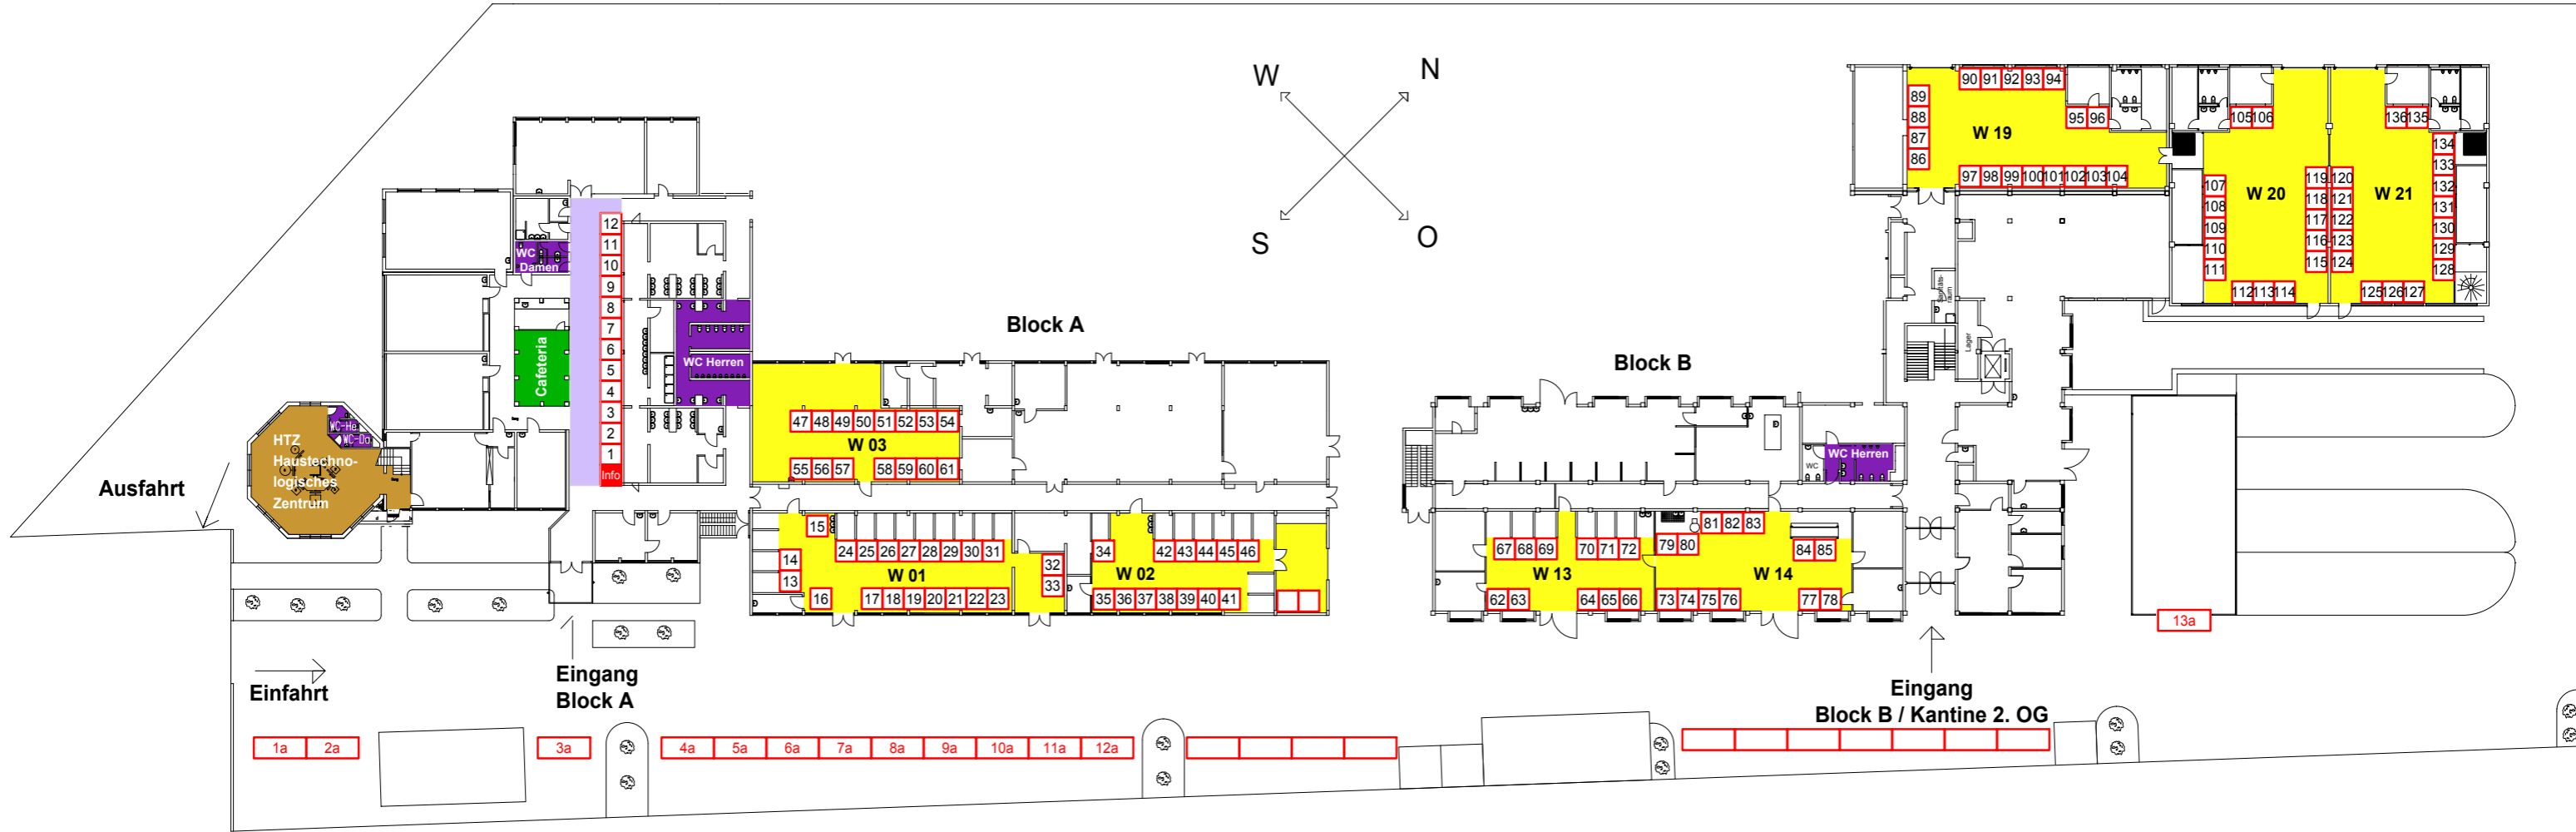 W
N
S
O
Block A
Block B
12
11
10
9
8
7
6
5
4
3
2
1
Info
WC
Damen
WC Herren
Cafeteria
HTZ
Haustechno-
logisches
Zentrum
WC-He
WC-Do
Ausfahrt
Einfahrt
Eingang
Block A
47 48 49 50 51 52 53 54
W 03
55 56 57 58 59 60 61
15
24 25 26 27 28 29 30 31
14
13
W 01
16
17 18 19 20 21 22 23
32
33
34
42 43 44 45 46
W 02
35 36 37 38 39 40 41
67 68 69 70 71 72
W 13
62 63 64 65 66
81 82 83
79 80
84 85
W 14
73 74 75 76 77 78
WC
WC Herren
Sanitäts-
raum
Lager
90 91 92 93 94
89
88
87
86
95 96
W 19
97 98 99 100 101 102 103 104
105 106
107
108
109
110
111
W 20
119
118
117
116
115
112 113 114
136 135
120
121
122
123
124
W 21
134
133
132
131
130
129
128
125 126 127
13a
Eingang
Block B / Kantine 2. OG
1a 2a 3a 4a 5a 6a 7a 8a 9a 10a 11a 12a